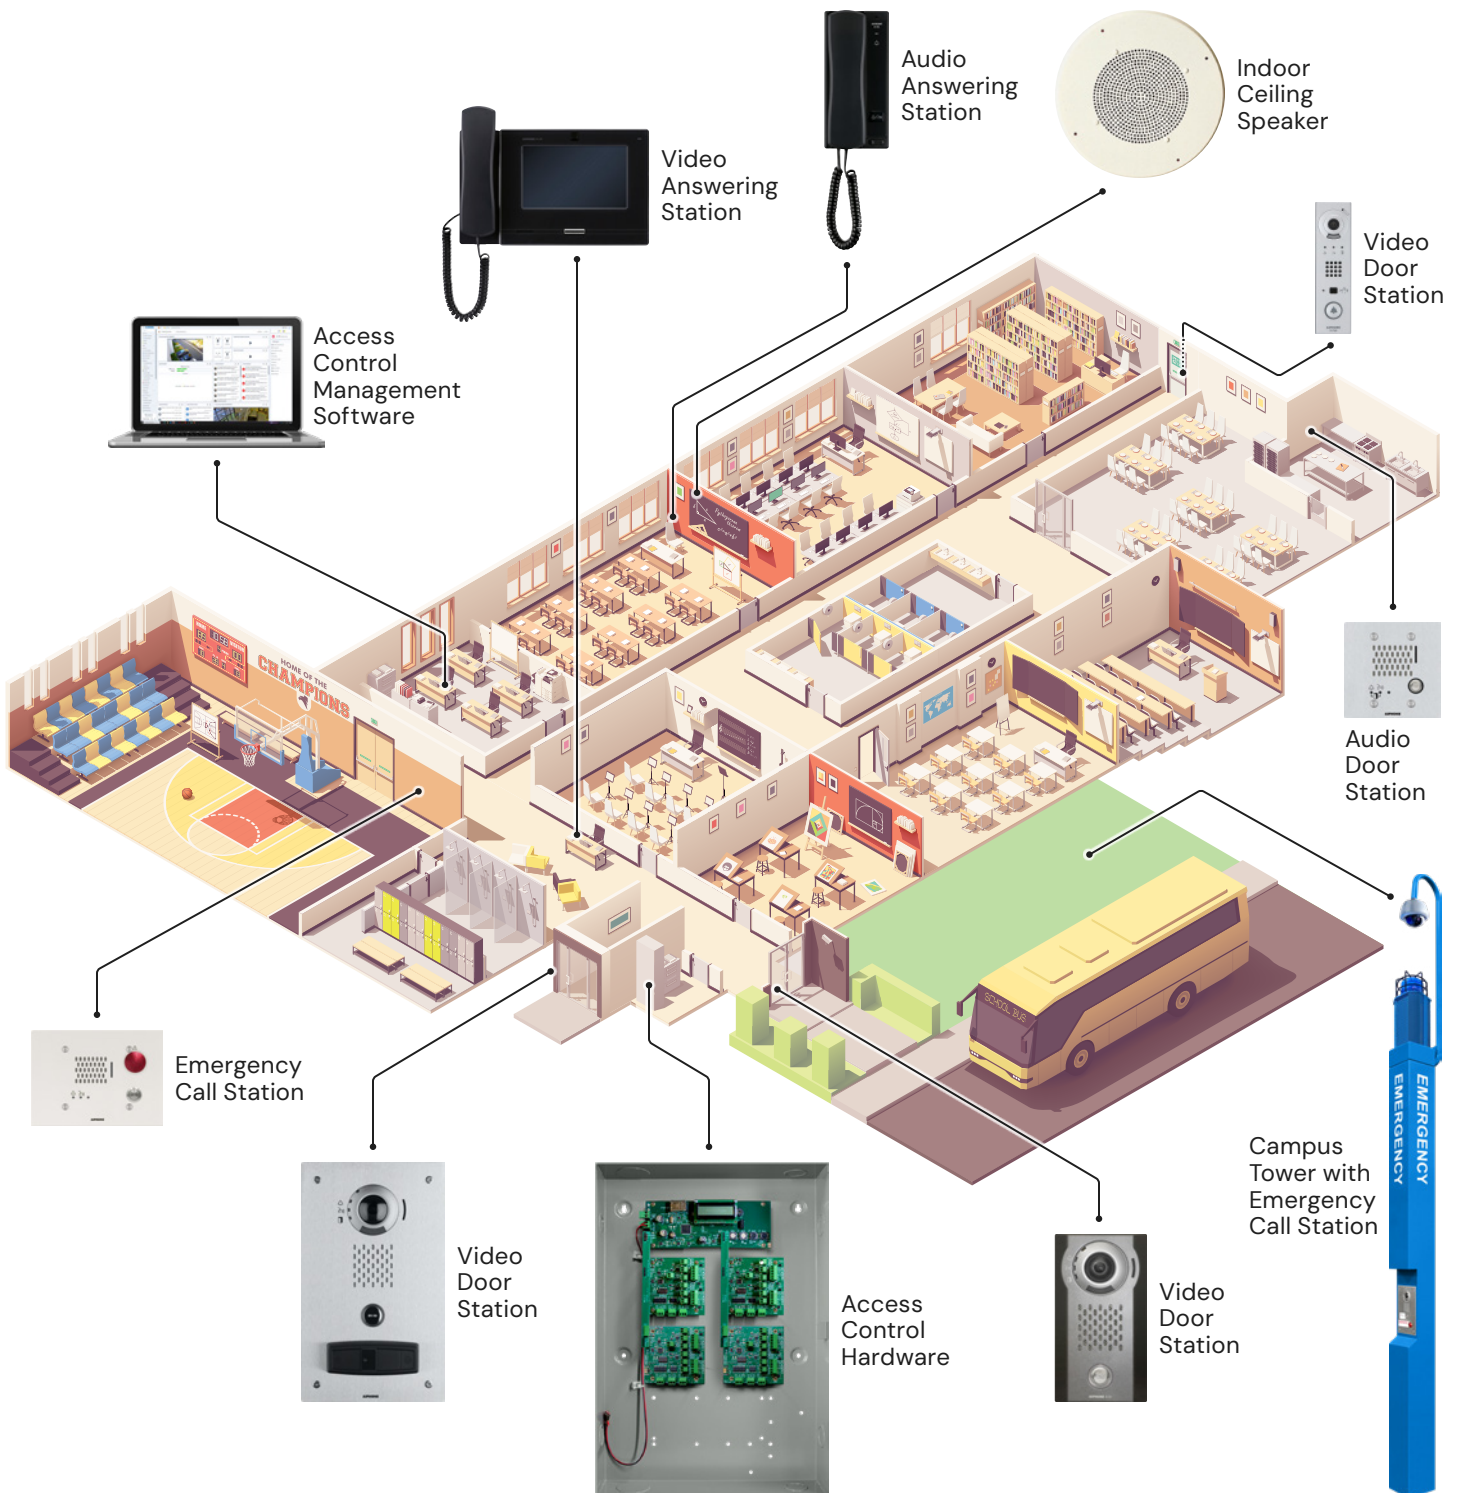 Audio
Answering
Station
Indoor
Ceiling
Speaker
Video
Answering
Station
Video
Door
Station
Access
Control
Management
Software
HOME OF THE
CHAMPIONS
Pythagorean
Theorem
Audio
Door
Station
SCHOOL BUS
Emergency
Call Station
EMERGENCY
EMERGENCY
Campus
Tower with
Emergency
Call Station
Video
Door
Station
Access
Control
Hardware
Video
Door
Station